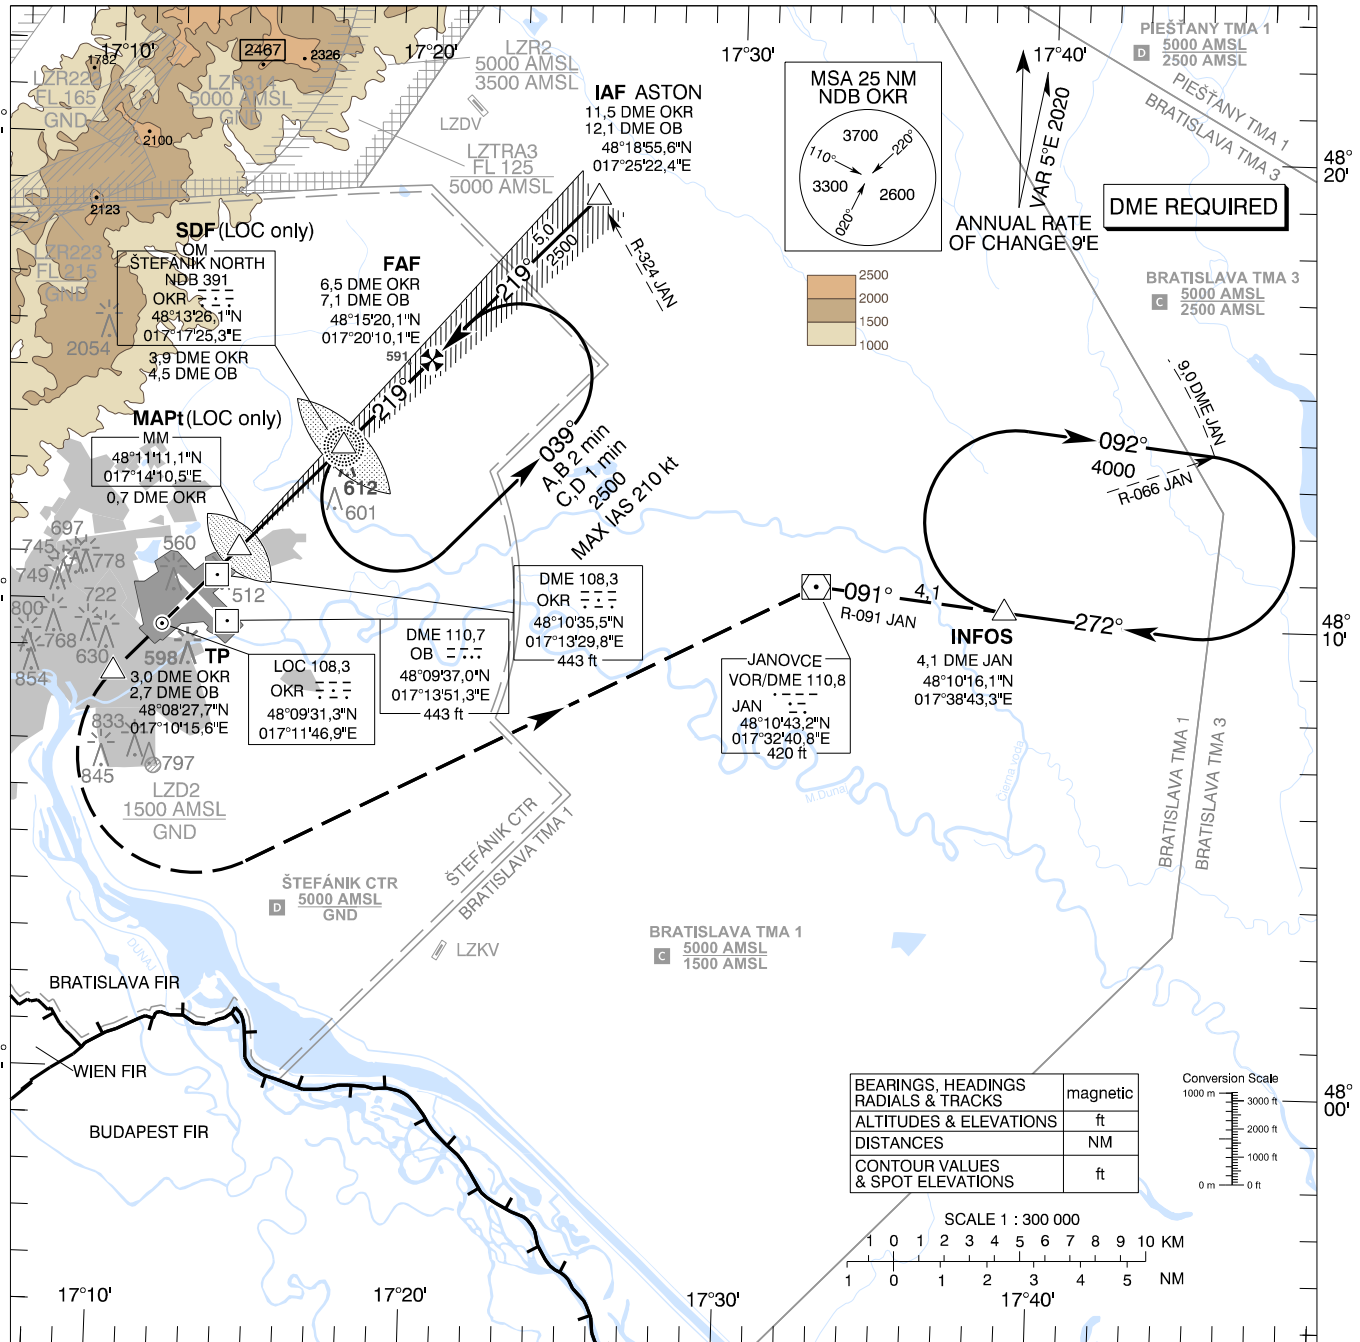 17°10'
17°20'
17°30'
17°40'
48°
20'
48°
10'
48°
00'
17°10'
17°20'
17°30'
17°40'
1782
2467
2326
2100
2123
2054
LZR22
FL 165
GND
LZR314
5000 AMSL
GND
LZR2
5000 AMSL
3500 AMSL
LZDV
LZTRA3
FL 125
5000 AMSL
LZR223
FL 215
GND
IAF ASTON
11,5 DME OKR
12,1 DME OB
48°18'55,6"N
017°25'22,4"E
MSA 25 NM
NDB OKR
3700
110°
220°
3300
2600
020°
VAR 5°E 2020
ANNUAL RATE
OF CHANGE 9'E
DME REQUIRED
PIEŠŤANY TMA 1
D 5000 AMSL
2500 AMSL
PIEŠŤANY TMA 1
BRATISLAVA TMA 3
BRATISLAVA TMA 3
C 5000 AMSL
2500 AMSL
2500
2000
1500
1000
SDF (LOC only)
OM
ŠTEFÁNIK NORTH
NDB 391
OKR
48°13'26,1"N
017°17'25,3"E
3,9 DME OKR
4,5 DME OB
FAF
6,5 DME OKR
7,1 DME OB
48°15'20,1"N
017°20'10,1"E
591
219°
5,0
2500
R-324 JAN
219°
039°
A,B 2 min
C,D 1 min
2500
MAX IAS 210 kt
MAPt (LOC only)
MM
48°11'11,1"N
017°14'10,5"E
0,7 DME OKR
612
601
697
745
778
749
800
722
768
630
854
560
512
598
833
845
797
9,0 DME JAN
092°
4000
R-066 JAN
272°
091°
4,1
R-091 JAN
INFOS
4,1 DME JAN
48°10'16,1"N
017°38'43,3"E
TP
3,0 DME OKR
2,7 DME OB
48°08'27,7"N
017°10'15,6"E
LOC 108,3
OKR
48°09'31,3"N
017°11'46,9"E
DME 110,7
OB
48°09'37,0"N
017°13'51,3"E
443 ft
DME 108,3
OKR
48°10'35,5"N
017°13'29,8"E
443 ft
JANOVCE
VOR/DME 110,8
JAN
48°10'43,2"N
017°32'40,8"E
420 ft
LZD2
1500 AMSL
GND
M.Dunaj
Čierna voda
BRATISLAVA TMA 1
BRATISLAVA TMA 3
ŠTEFÁNIK CTR
BRATISLAVA TMA 1
ŠTEFÁNIK CTR
D 5000 AMSL
GND
LZKV
BRATISLAVA TMA 1
C 5000 AMSL
1500 AMSL
DUNAJ
BRATISLAVA FIR
WIEN FIR
BUDAPEST FIR
BEARINGS, HEADINGS
RADIALS & TRACKS magnetic
ALTITUDES & ELEVATIONS ft
DISTANCES NM
CONTOUR VALUES
& SPOT ELEVATIONS ft
Conversion Scale
1000 m
3000 ft
2000 ft
1000 ft
0 m
0 ft
SCALE 1 : 300 000
1 0 1 2 3 4 5 6 7 8 9 10 KM
1 0 1 2 3 4 5 NM